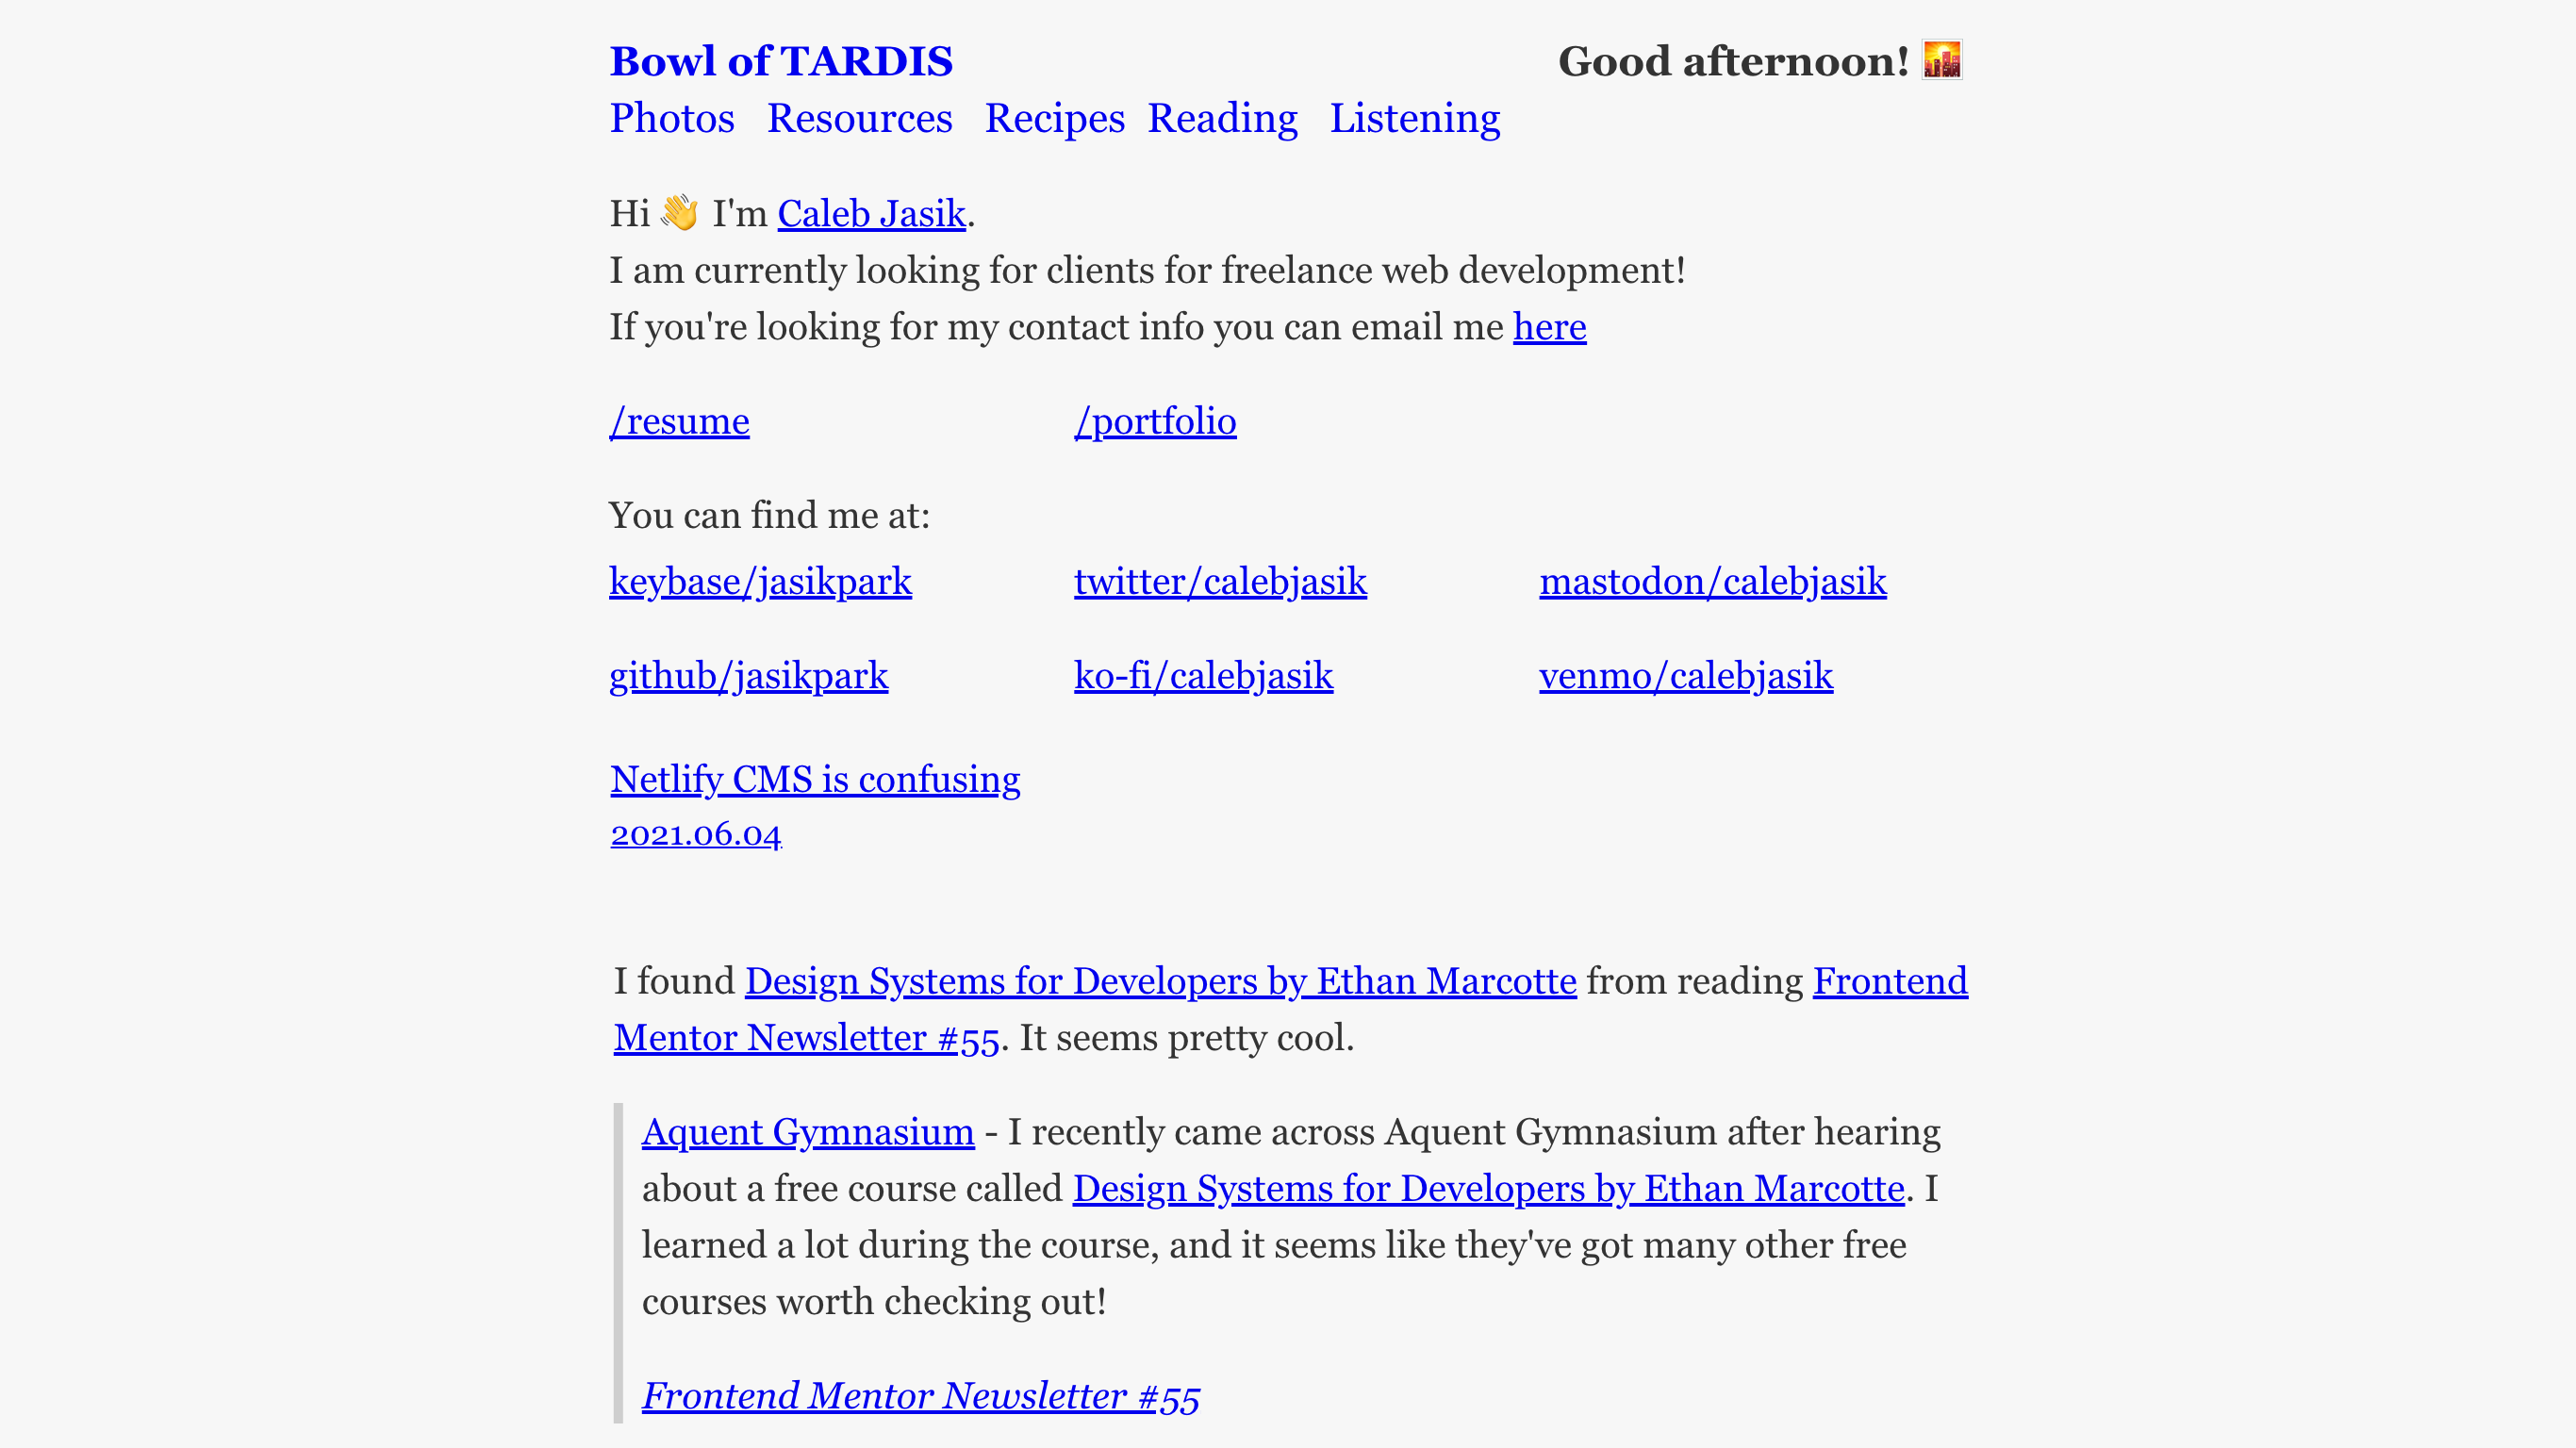 Bowl of TARDIS Good afternoon! 🌇
Photos Resources Recipes Reading Listening
Hi 👋 I'm Caleb Jasik.
I am currently looking for clients for freelance web development!
If you're looking for my contact info you can email me here
/resume /portfolio
You can find me at:
keybase/jasikpark twitter/calebjasik mastodon/calebjasik
github/jasikpark ko-fi/calebjasik venmo/calebjasik
Netlify CMS is confusing
2021.06.04
I found Design Systems for Developers by Ethan Marcotte from reading Frontend
Mentor Newsletter #55. It seems pretty cool.
Aquent Gymnasium - I recently came across Aquent Gymnasium after hearing
about a free course called Design Systems for Developers by Ethan Marcotte. I
learned a lot during the course, and it seems like they've got many other free
courses worth checking out!
Frontend Mentor Newsletter #55